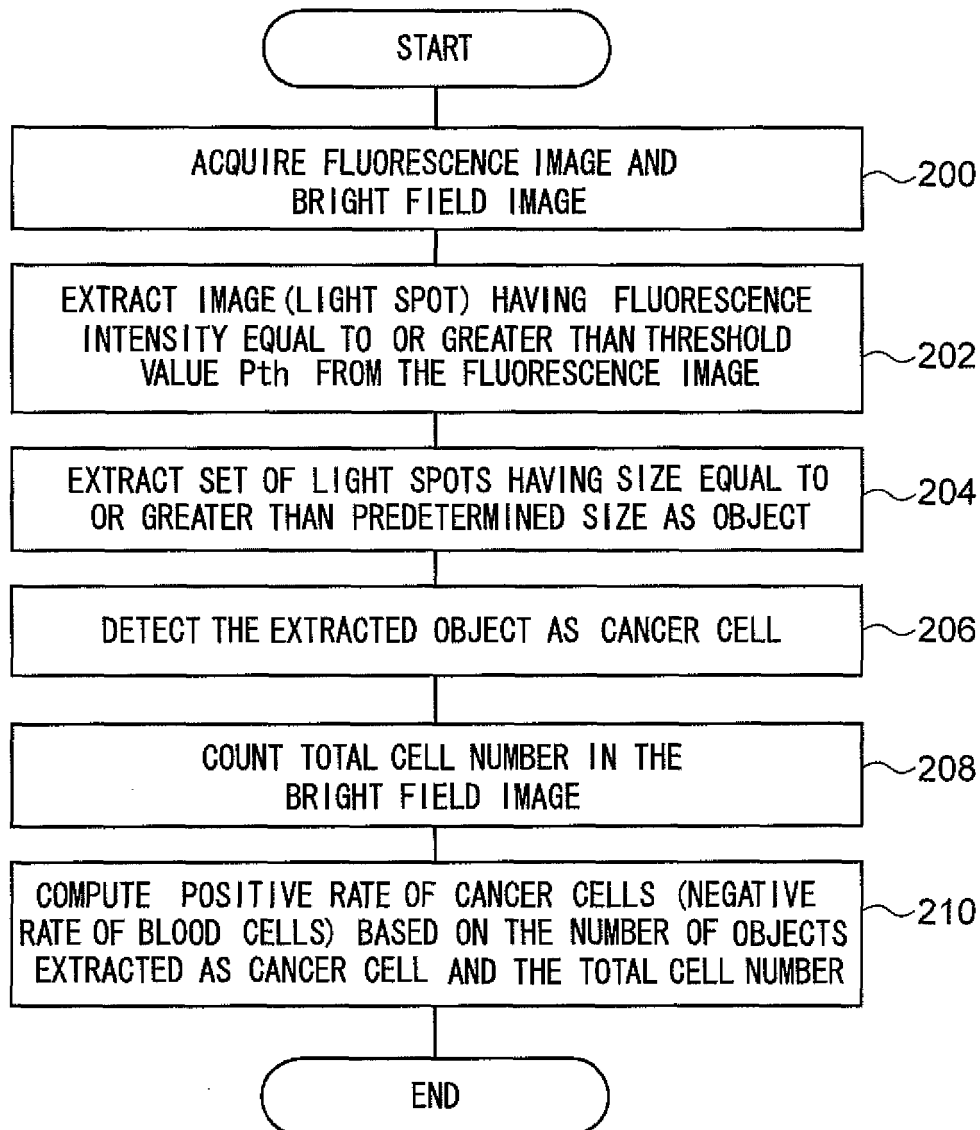 START
ACQUIRE FLUORESCENCE IMAGE AND
BRIGHT FIELD IMAGE
200
EXTRACT IMAGE (LIGHT SPOT) HAVING FLUORESCENCE
INTENSITY EQUAL TO OR GREATER THAN THRESHOLD
VALUE Pth FROM THE FLUORESCENCE IMAGE
202
EXTRACT SET OF LIGHT SPOTS HAVING SIZE EQUAL TO
OR GREATER THAN PREDETERMINED SIZE AS OBJECT
204
DETECT THE EXTRACTED OBJECT AS CANCER CELL
206
COUNT TOTAL CELL NUMBER IN THE
BRIGHT FIELD IMAGE
208
COMPUTE POSITIVE RATE OF CANCER CELLS (NEGATIVE
RATE OF BLOOD CELLS) BASED ON THE NUMBER OF OBJECTS
EXTRACTED AS CANCER CELL AND THE TOTAL CELL NUMBER
210
END